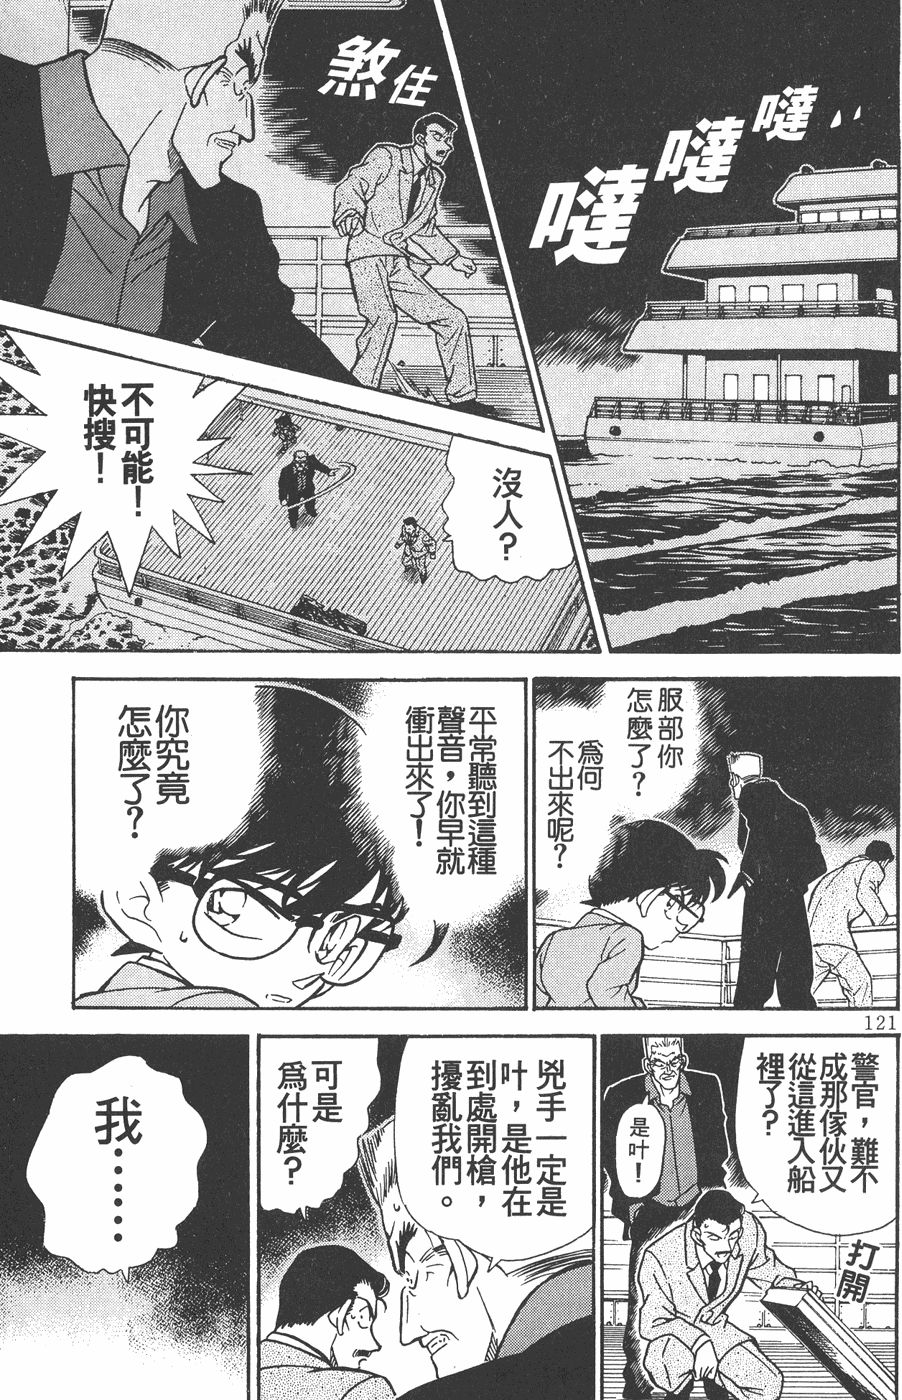 噠噠噠‥
煞住
沒人？
不可能！
快搜！
服部你
怎麼了？
為何
不出來呢？
平常聽到這種
聲音，你早就
衝出來了！
你究竟
怎麼了？
121
警官，難不
成那傢伙又
從這進入船
裡了？
是叶！
打開
兇手一定是
叶，是他在
到處開槍，
擾亂我們。
可是
為什麼？
我……